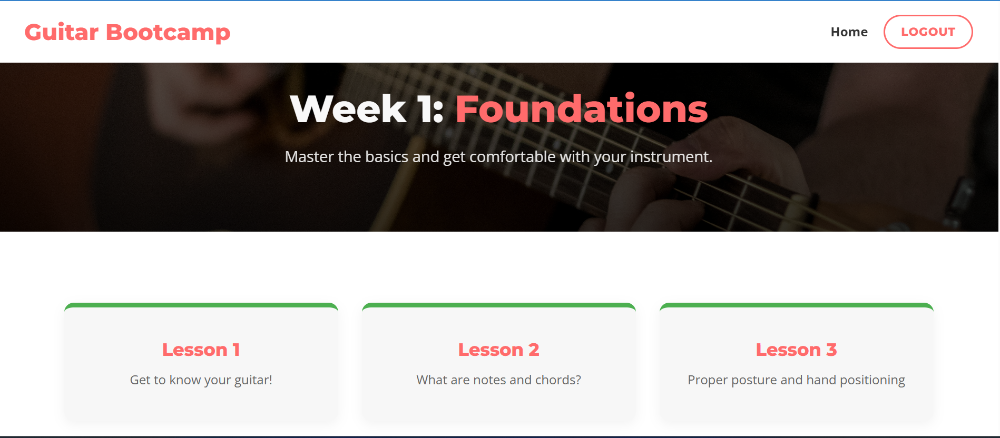 Guitar Bootcamp
Home
LOGOUT
Week 1: Foundations
Master the basics and get comfortable with your instrument.
Lesson 1
Get to know your guitar!
Lesson 2
What are notes and chords?
Lesson 3
Proper posture and hand positioning